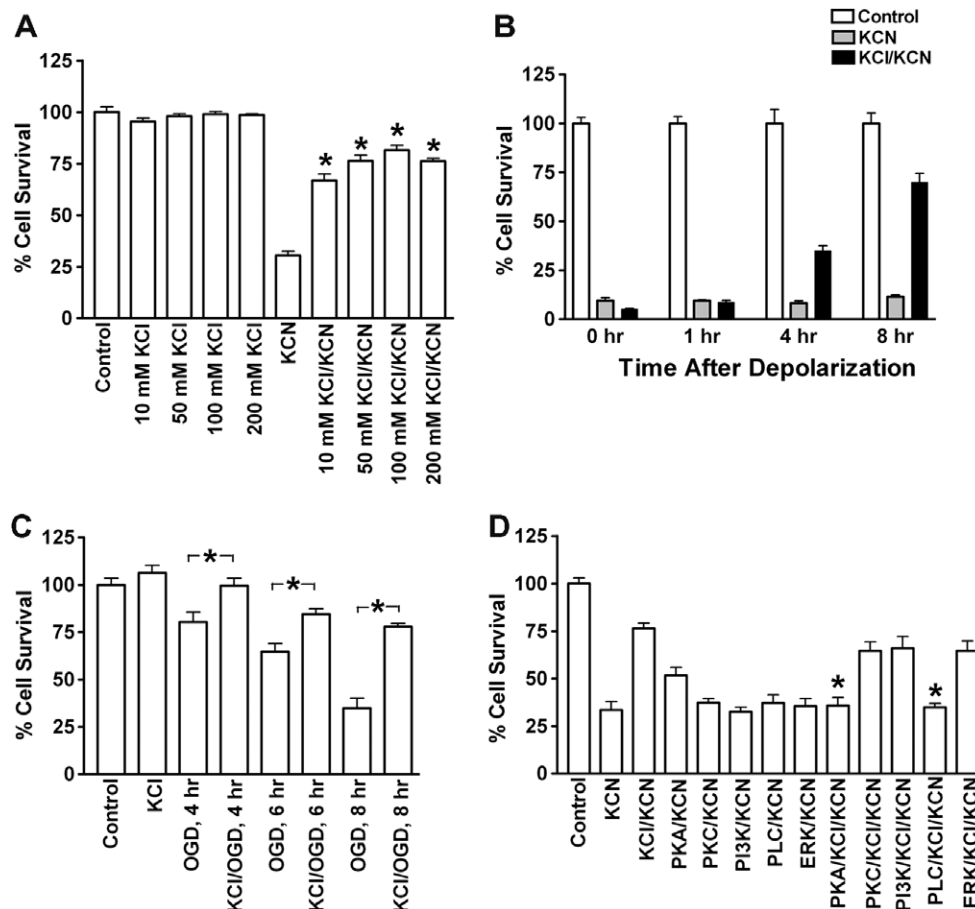 A
125
100
75
50
25
0
% Cell Survival
* * * *
Control
10 mM KCl
50 mM KCl
100 mM KCl
200 mM KCl
KCN
10 mM KCl/KCN
50 mM KCl/KCN
100 mM KCl/KCN
200 mM KCl/KCN
B
Control
KCN
KCl/KCN
125
100
75
50
25
0
% Cell Survival
0 hr 1 hr 4 hr 8 hr
Time After Depolarization
C
125
100
75
50
25
0
% Cell Survival
* * *
Control
KCl
OGD, 4 hr
KCl/OGD, 4 hr
OGD, 6 hr
KCl/OGD, 6 hr
OGD, 8 hr
KCl/OGD, 8 hr
D
125
100
75
50
25
0
% Cell Survival
* *
Control
KCN
KCl/KCN
PKA/KCN
PKC/KCN
PI3K/KCN
PLC/KCN
ERK/KCN
PKA/KCl/KCN
PKC/KCl/KCN
PI3K/KCl/KCN
PLC/KCl/KCN
ERK/KCl/KCN